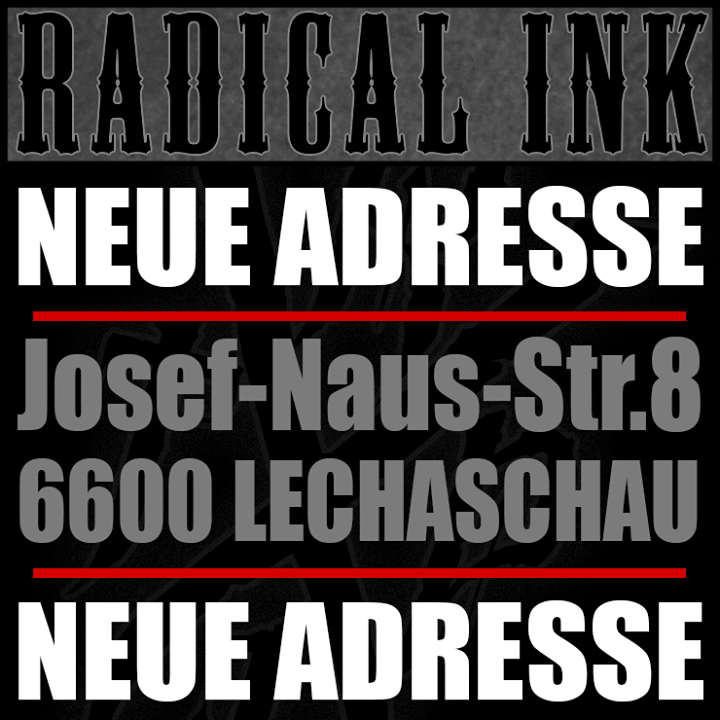 RADICAL INK
NEUE ADRESSE
Josef-Naus-Str.8
6600 LECHASCHAU
NEUE ADRESSE